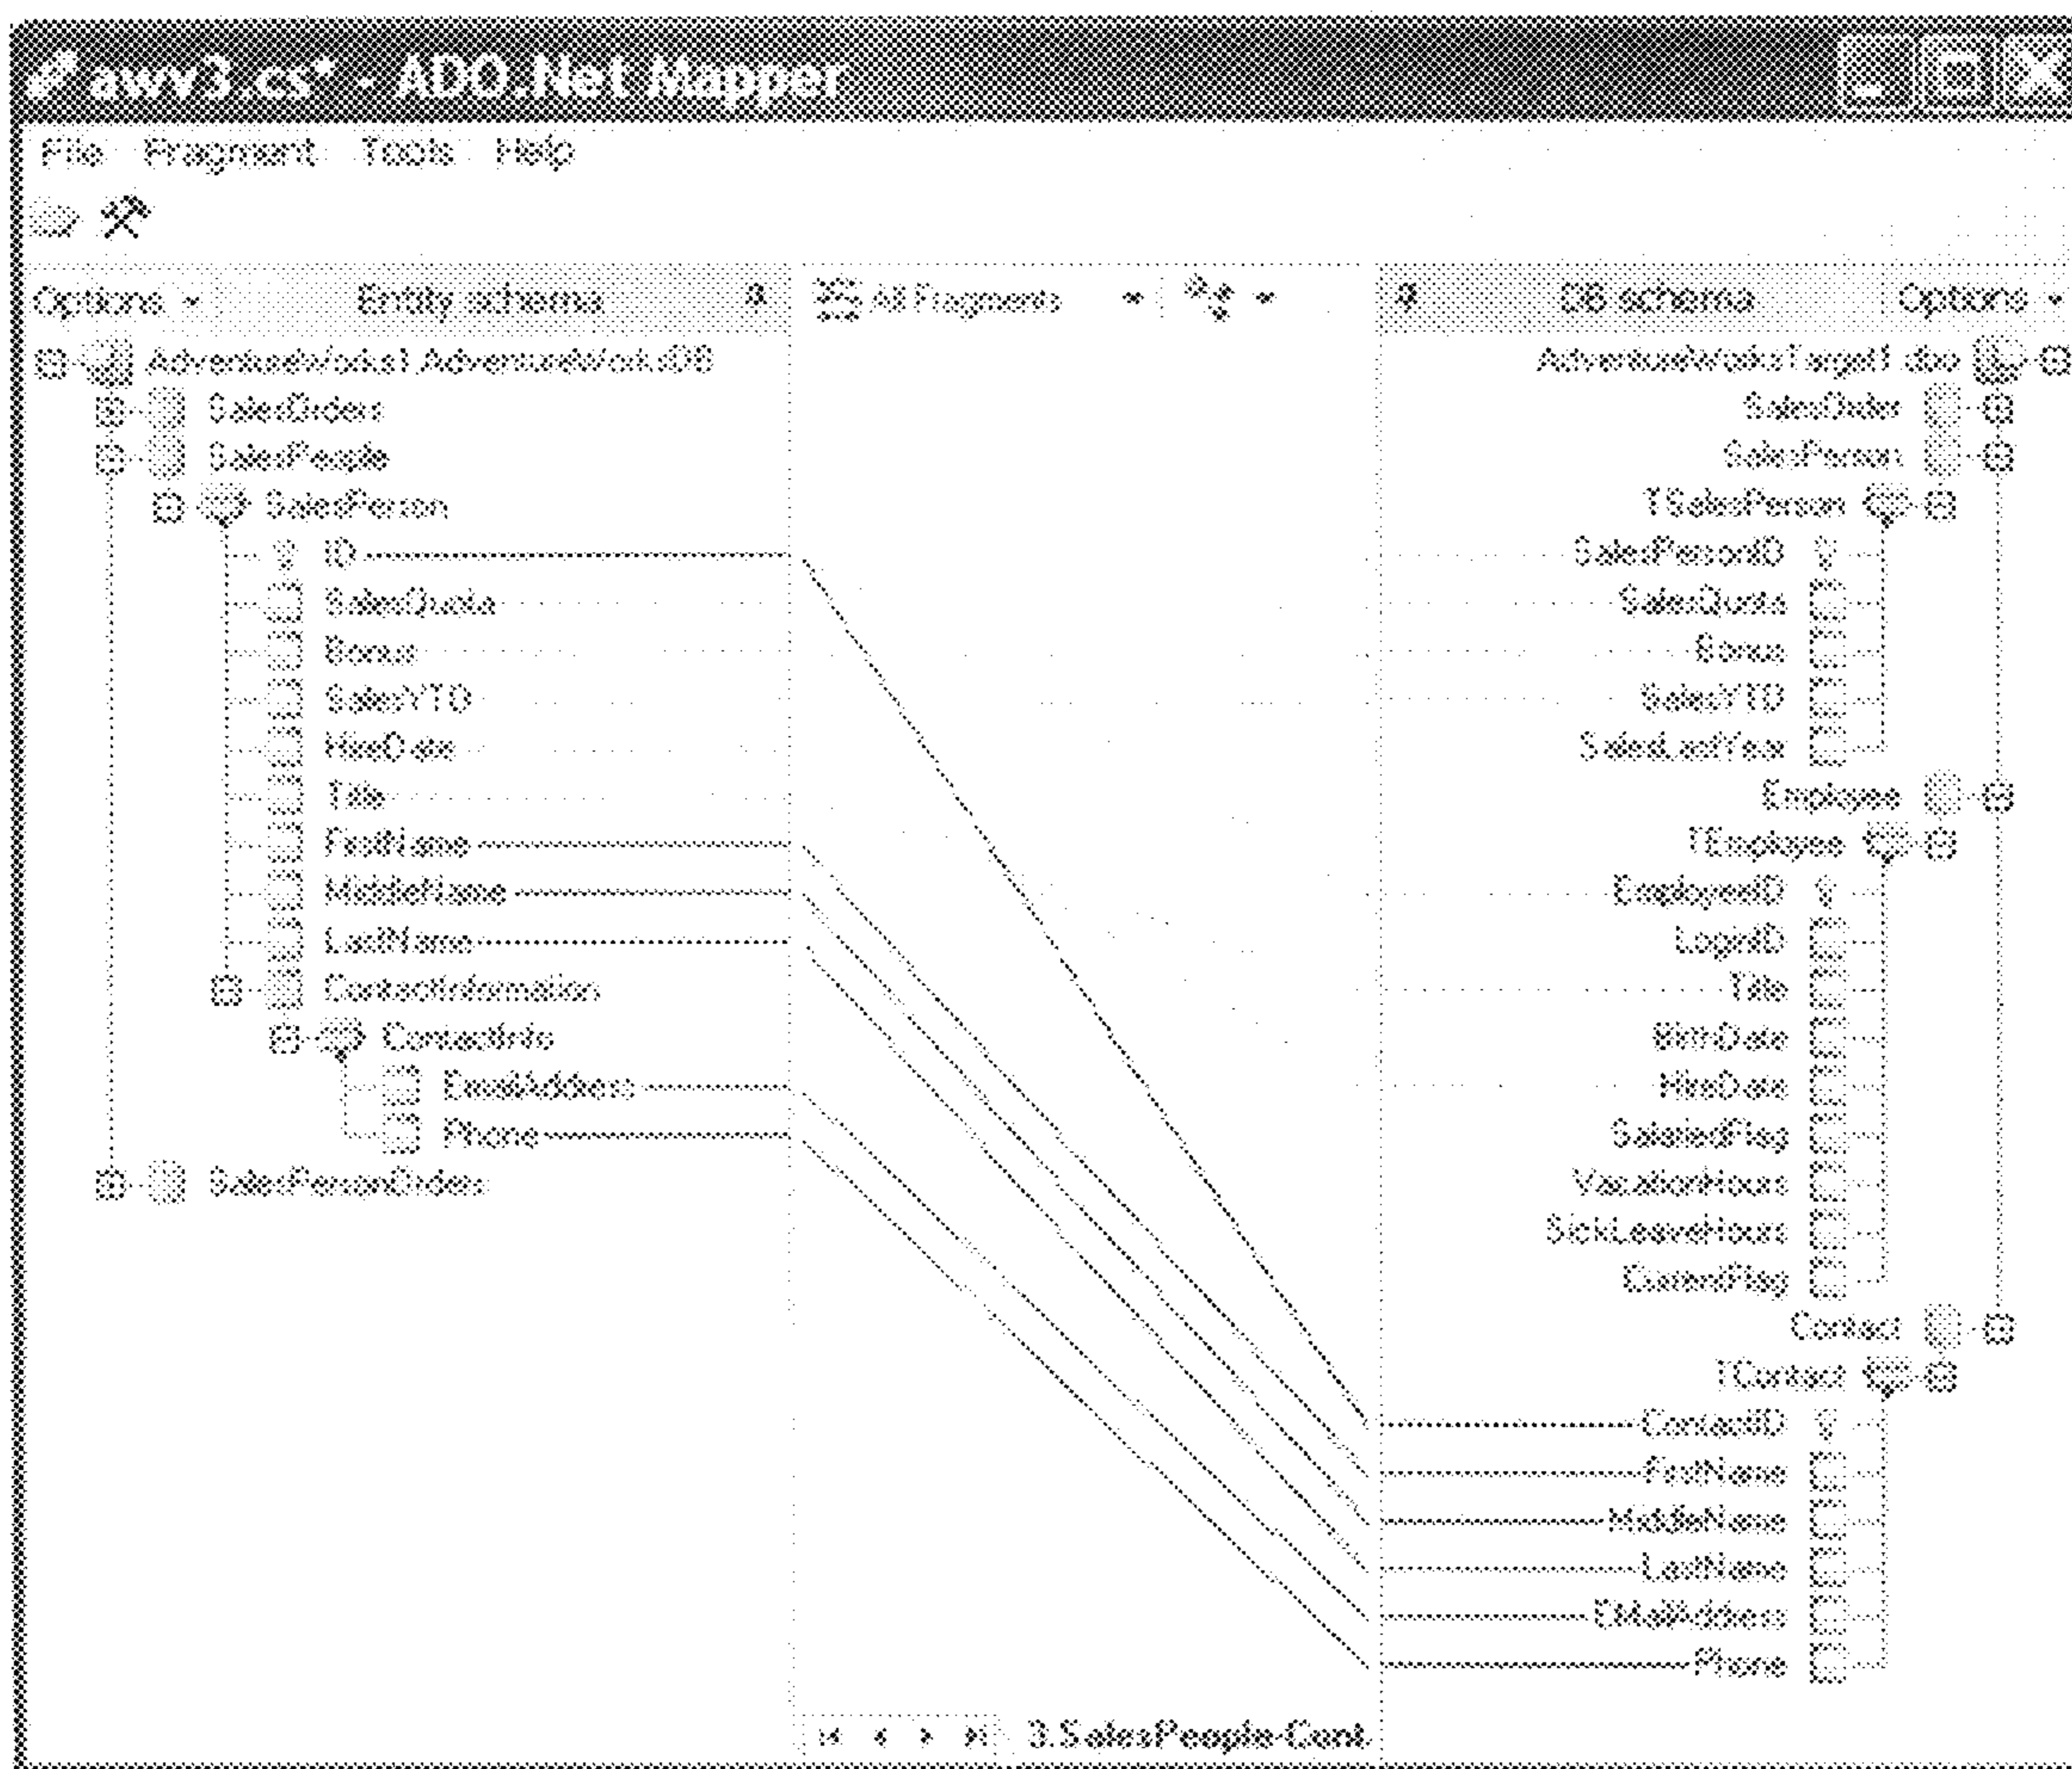 awv3.cs* - ADO.Net Mapper
File Fragment Tools Help
Options Entity schema
All Fragments
DB schema Options
AdventureWorks1.AdventureWorksDB
SalesOrders
SalesPeople
SalesPerson
ID
SalesQuota
Bonus
SalesYTD
HireDate
Title
FirstName
MiddleName
LastName
ContactInformation
ContactInfo
EmailAddress
Phone
SalesPersonOrders
AdventureWorksTarget1.dbo
SalesOrder
SalesPerson
TSalesPerson
SalesPersonID
SalesQuota
Bonus
SalesYTD
SalesLastYear
Employee
TEmployee
EmployeeID
LoginID
Title
BirthDate
HireDate
SalariedFlag
VacationHours
SickLeaveHours
CurrentFlag
Contact
TContact
ContactID
FirstName
MiddleName
LastName
EMailAddress
Phone
3.SalesPeople-Cont